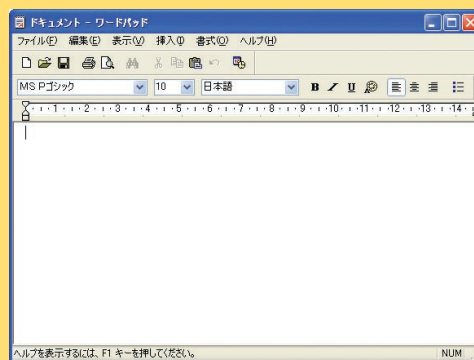 ドキュメント - ワードパッド
ファイル(F) 編集(E) 表示(V) 挿入(I) 書式(O) ヘルプ(H)
MS Pゴシック 10 日本語 B I U
1 2 3 4 5 6 7 8 9 10 11 12 13 14
ヘルプを表示するには、F1 キーを押してください。 NUM